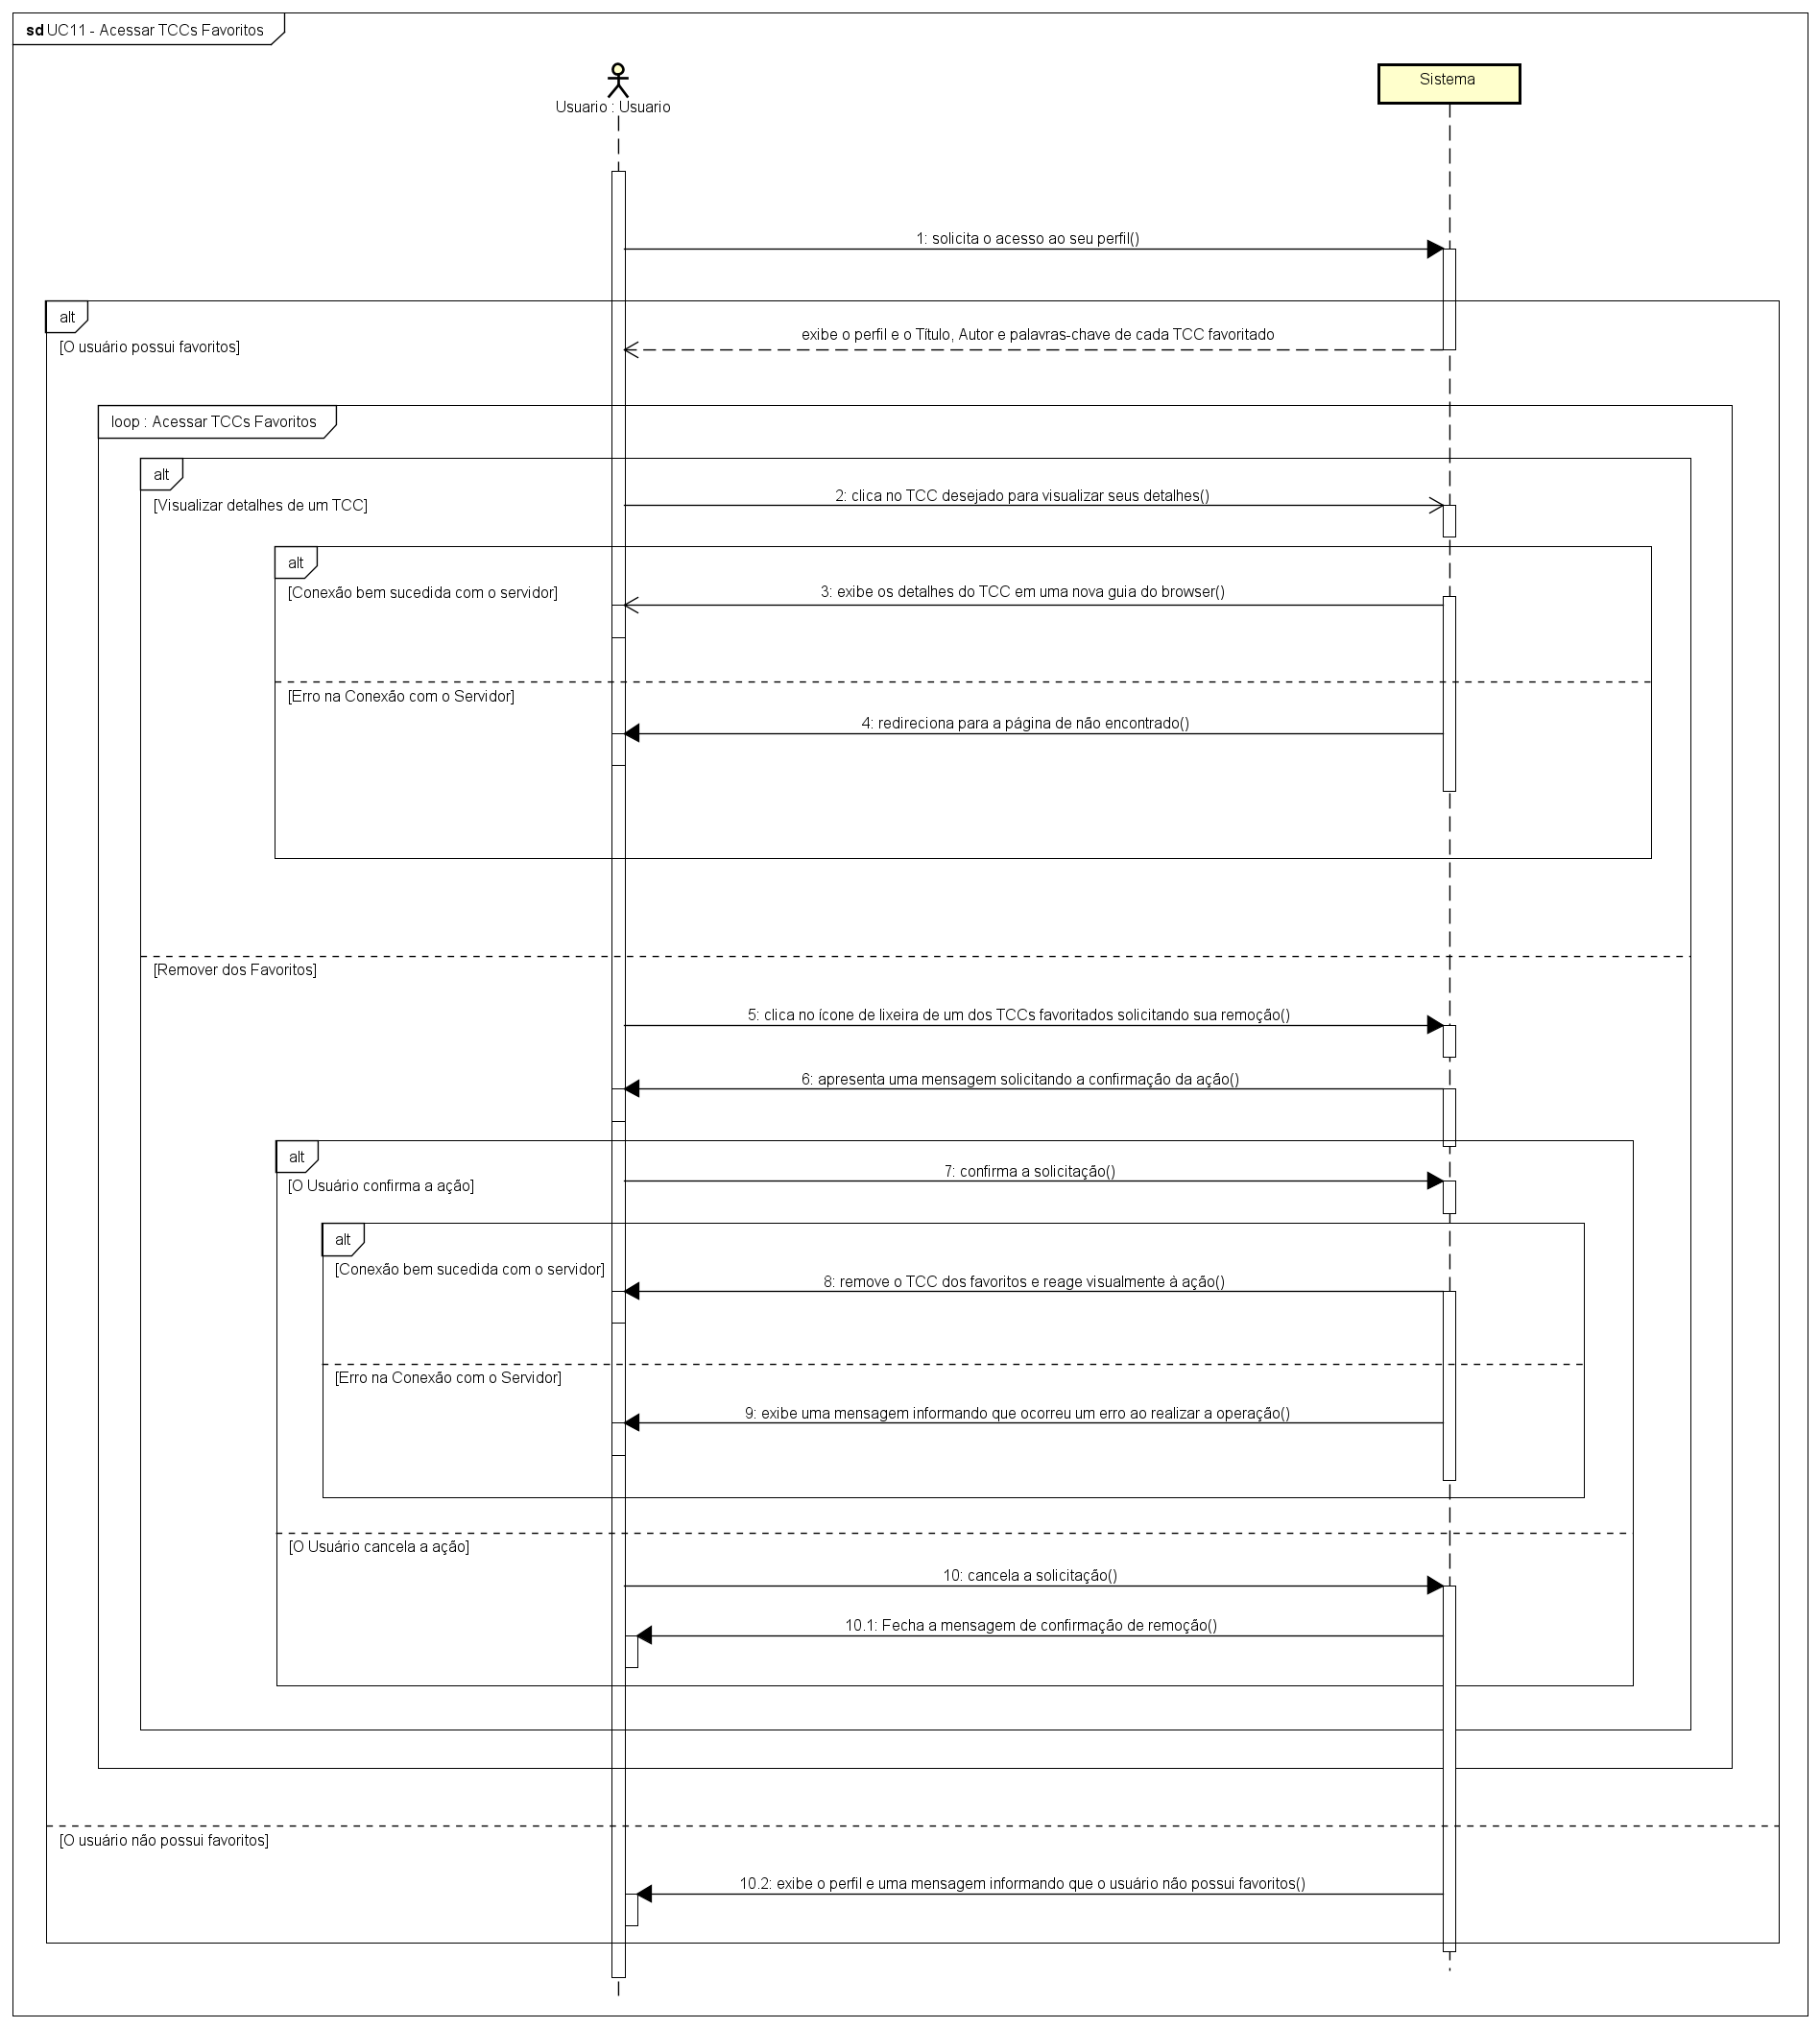 sd UC11 - Acessar TCCs Favoritos
Usuario : Usuario
Sistema
1: solicita o acesso ao seu perfil()
alt
[O usuário possui favoritos]
exibe o perfil e o Título, Autor e palavras-chave de cada TCC favoritado
loop : Acessar TCCs Favoritos
alt
[Visualizar detalhes de um TCC]
2: clica no TCC desejado para visualizar seus detalhes()
alt
[Conexão bem sucedida com o servidor]
3: exibe os detalhes do TCC em uma nova guia do browser()
[Erro na Conexão com o Servidor]
4: redireciona para a página de não encontrado()
[Remover dos Favoritos]
5: clica no ícone de lixeira de um dos TCCs favoritados solicitando sua remoção()
6: apresenta uma mensagem solicitando a confirmação da ação()
alt
[O Usuário confirma a ação]
7: confirma a solicitação()
alt
[Conexão bem sucedida com o servidor]
8: remove o TCC dos favoritos e reage visualmente à ação()
[Erro na Conexão com o Servidor]
9: exibe uma mensagem informando que ocorreu um erro ao realizar a operação()
[O Usuário cancela a ação]
10: cancela a solicitação()
10.1: Fecha a mensagem de confirmação de remoção()
[O usuário não possui favoritos]
10.2: exibe o perfil e uma mensagem informando que o usuário não possui favoritos()